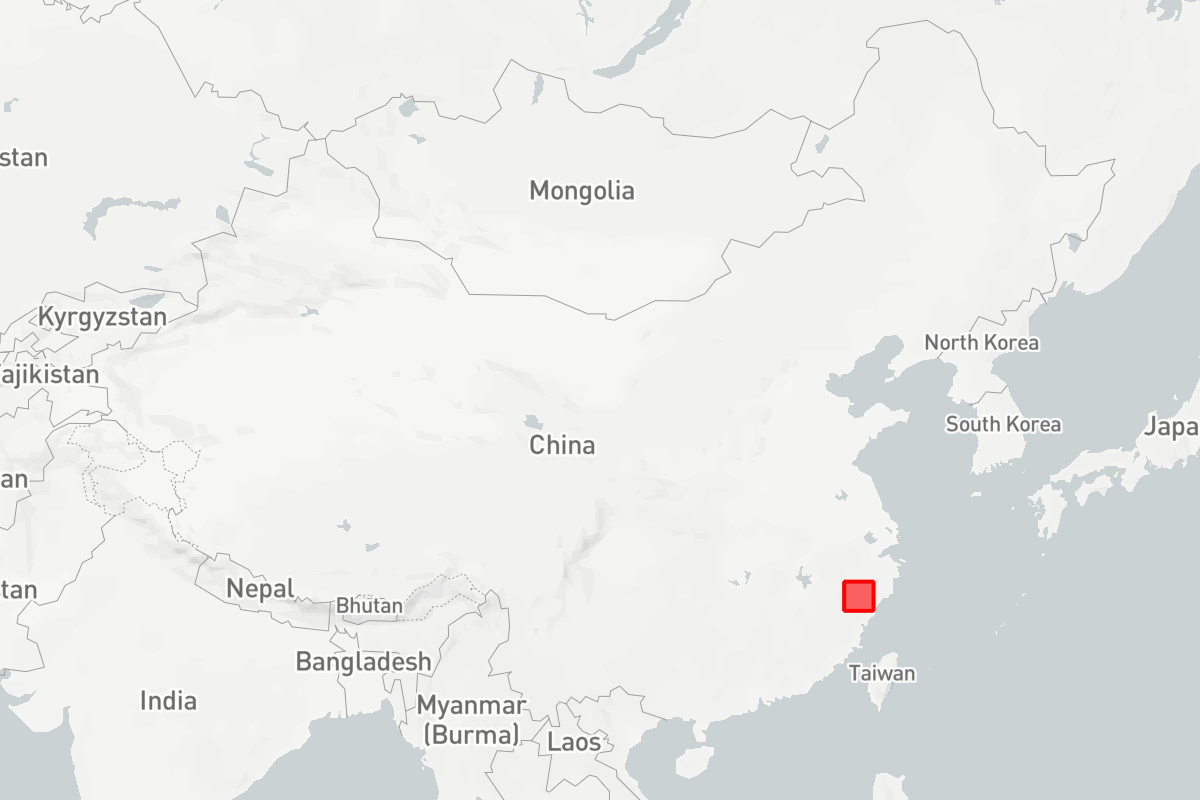 stan
Mongolia
Kyrgyzstan
North Korea
ajikistan
South Korea
Japa
China
an
stan
Nepal
Bhutan
Bangladesh
Taiwan
India
Myanmar
(Burma)
Laos